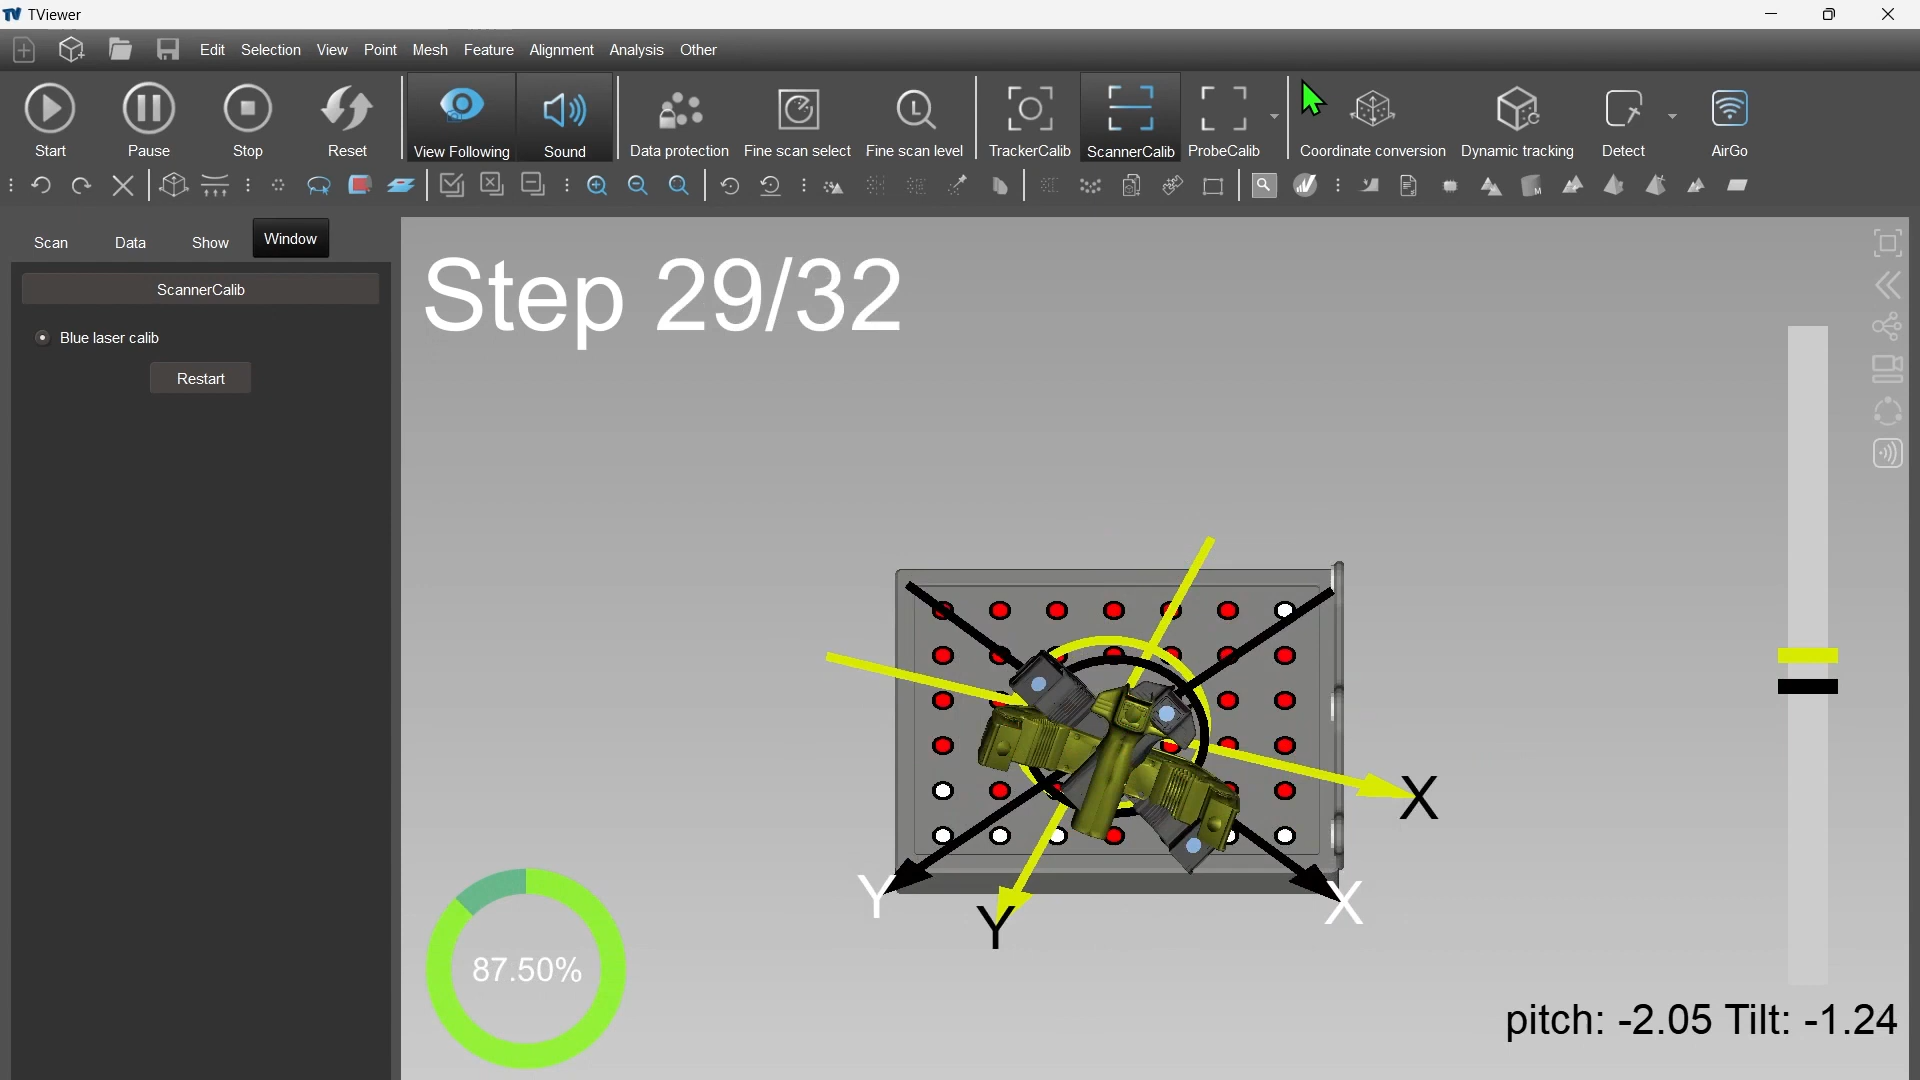 TViewer
Edit Selection View Point Mesh Feature Alignment Analysis Other
Start Pause Stop Reset View Following Sound Data protection Fine scan select Fine scan level TrackerCalib ScannerCalib ProbeCalib Coordinate conversion Dynamic tracking Detect AirGo
Scan Data Show Window
ScannerCalib
Blue laser calib
Restart
Step 29/32
X
Y X
Y
87.50%
pitch: -2.05 Tilt: -1.24